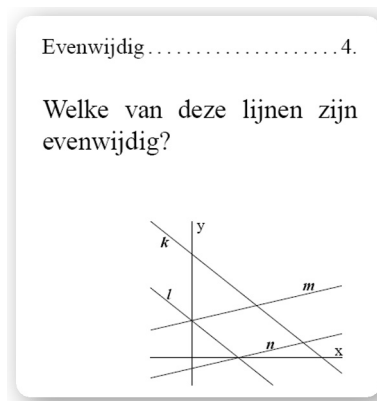 Evenwijdig....................4.
Welke van deze lijnen zijn
evenwijdig?
y
k
m
l
n
x